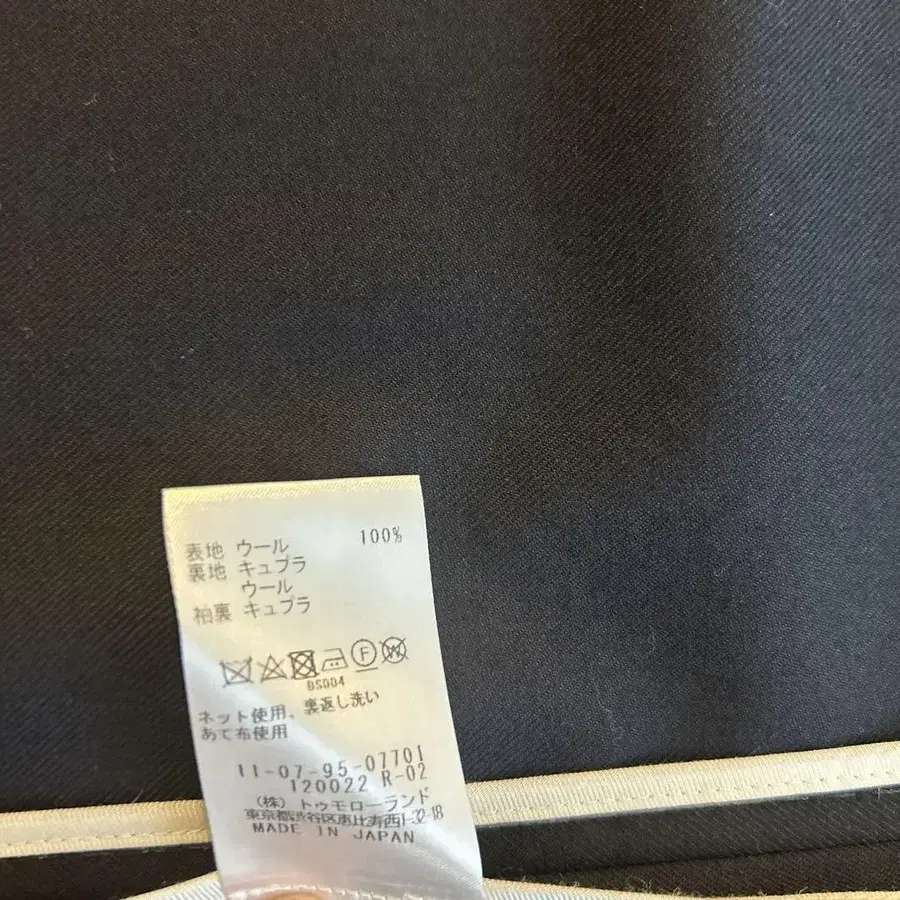 表地 ウール 100%
裏地 キュプラ
ウール
袖裏 キュプラ
F W
BS004
ネット使用、裏返し洗い
あて布使用
11-07-95-07701
120022 R-02
(株) トゥモローランド
東京都渋谷区恵比寿西1-32-18
MADE IN JAPAN